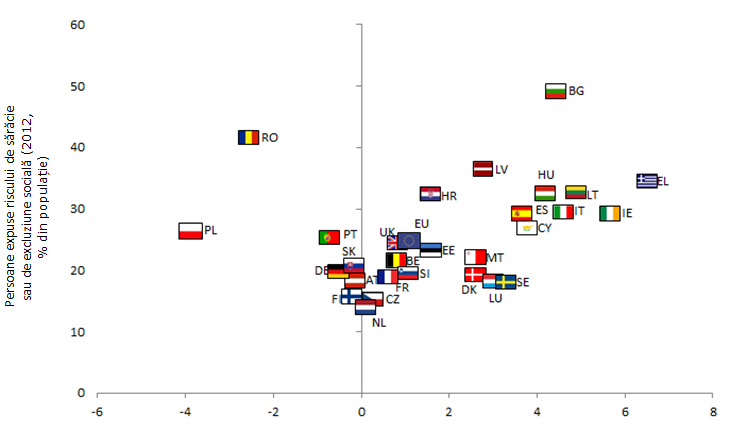 Persoane expuse riscului de sărăcie
sau de excluziune socială (2012,
% din populație)
60
50
40
30
20
10
0
-6
-4
-2
0
2
4
6
8
BG
RO
LV
EL
HU
LT
HR
ES
IT
IE
PL
PT
UK
EU
CY
EE
SK
BE
MT
DE
AT
FR
SI
DK
LU
SE
FI
CZ
NL